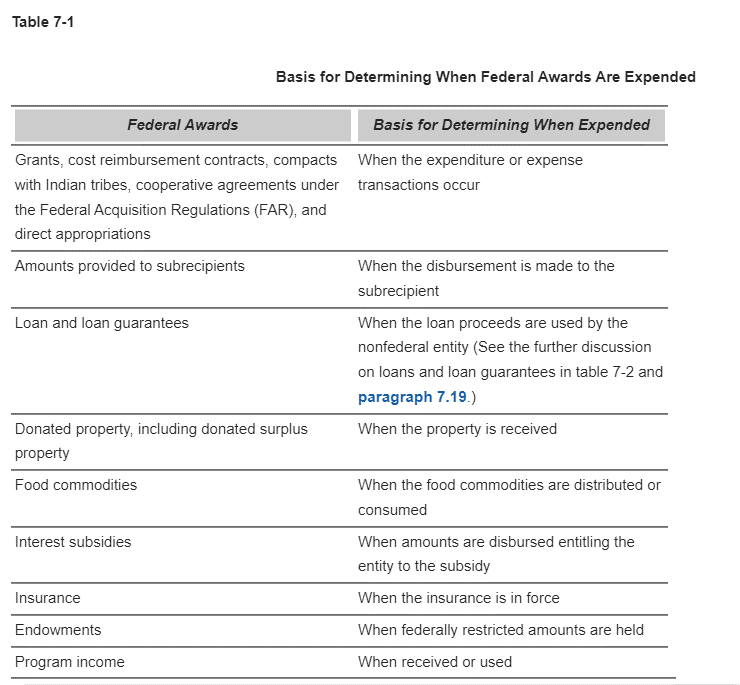 Table 7-1
Basis for Determining When Federal Awards Are Expended
Federal Awards
Basis for Determining When Expended
Grants, cost reimbursement contracts, compacts
with Indian tribes, cooperative agreements under
the Federal Acquisition Regulations (FAR), and
direct appropriations
When the expenditure or expense
transactions occur
Amounts provided to subrecipients
When the disbursement is made to the
subrecipient
Loan and loan guarantees
When the loan proceeds are used by the
nonfederal entity (See the further discussion
on loans and loan guarantees in table 7-2 and
paragraph 7.19.)
Donated property, including donated surplus
property
When the property is received
Food commodities
When the food commodities are distributed or
consumed
Interest subsidies
When amounts are disbursed entitling the
entity to the subsidy
Insurance
When the insurance is in force
Endowments
When federally restricted amounts are held
Program income
When received or used